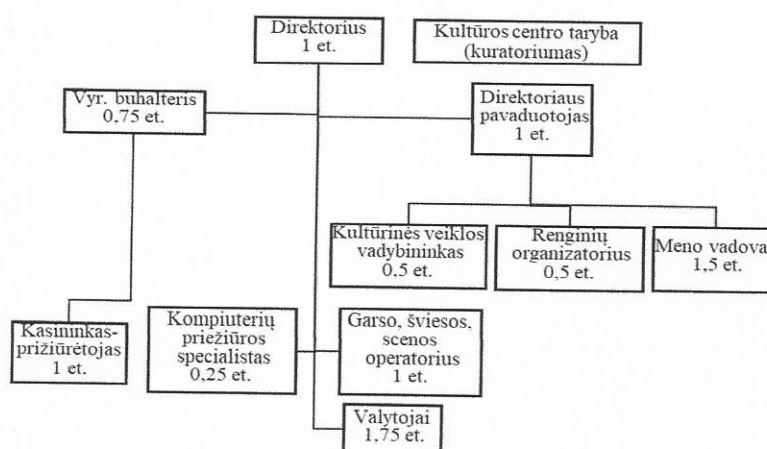 Direktorius
1 et.
Kultūros centro taryba
(kuratoriumas)
Vyr. buhalteris
0,75 et.
Direktoriaus
pavaduotojas
1 et.
Kultūrinės veiklos
vadybininkas
0.5 et.
Renginių
organizatorius
0,5 et.
Meno vadovai
1,5 et.
Kasininkas-
prižiūrėtojas
1 et.
Kompiuterių
priežiūros
specialistas
0,25 et.
Garso, šviesos,
scenos
operatorius
1 et.
Valytojai
1,75 et.